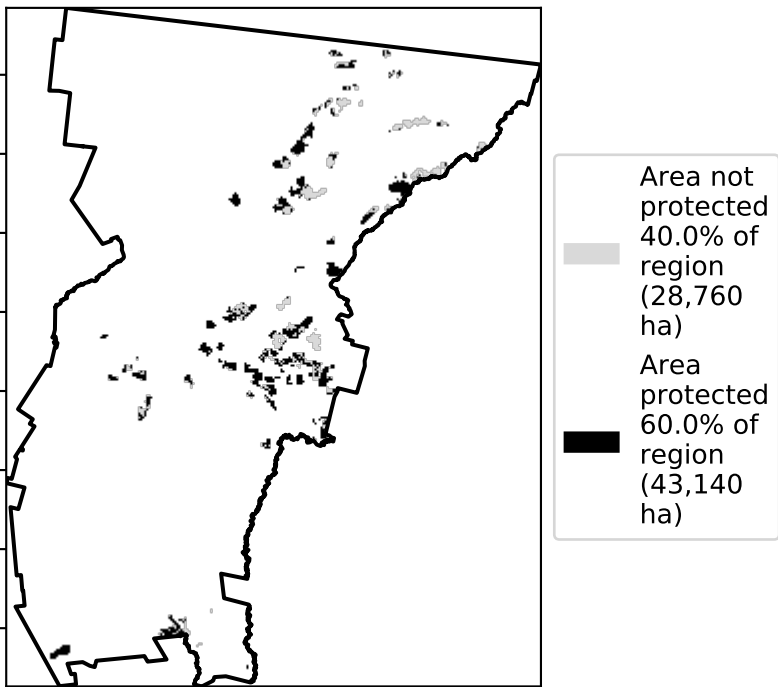 Area not
protected
40.0% of
region
(28,760
ha)
Area
protected
60.0% of
region
(43,140
ha)